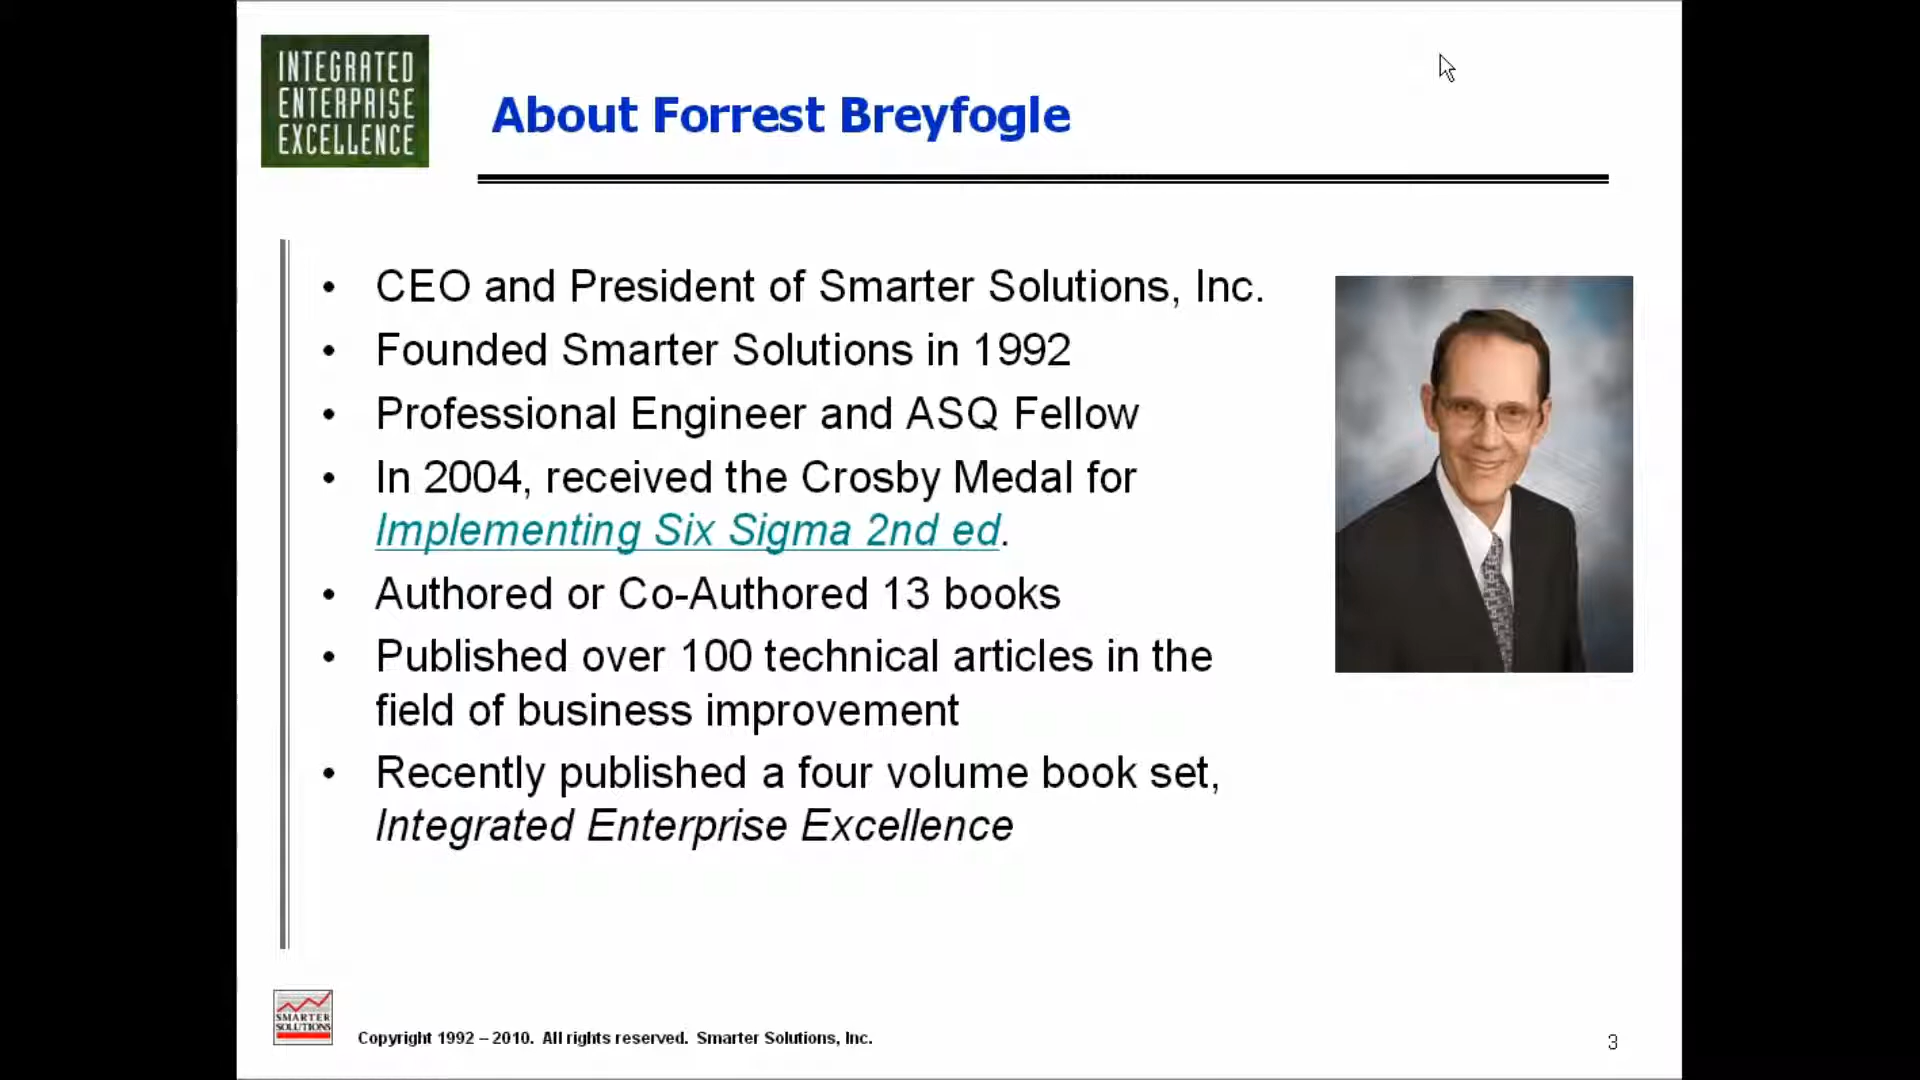 INTEGRATED
ENTERPRISE
EXCELLENCE
About Forrest Breyfogle
• CEO and President of Smarter Solutions, Inc.
• Founded Smarter Solutions in 1992
• Professional Engineer and ASQ Fellow
• In 2004, received the Crosby Medal for
Implementing Six Sigma 2nd ed.
• Authored or Co-Authored 13 books
• Published over 100 technical articles in the
field of business improvement
• Recently published a four volume book set,
Integrated Enterprise Excellence
SMARTER
SOLUTIONS
Copyright 1992 – 2010. All rights reserved. Smarter Solutions, Inc.
3